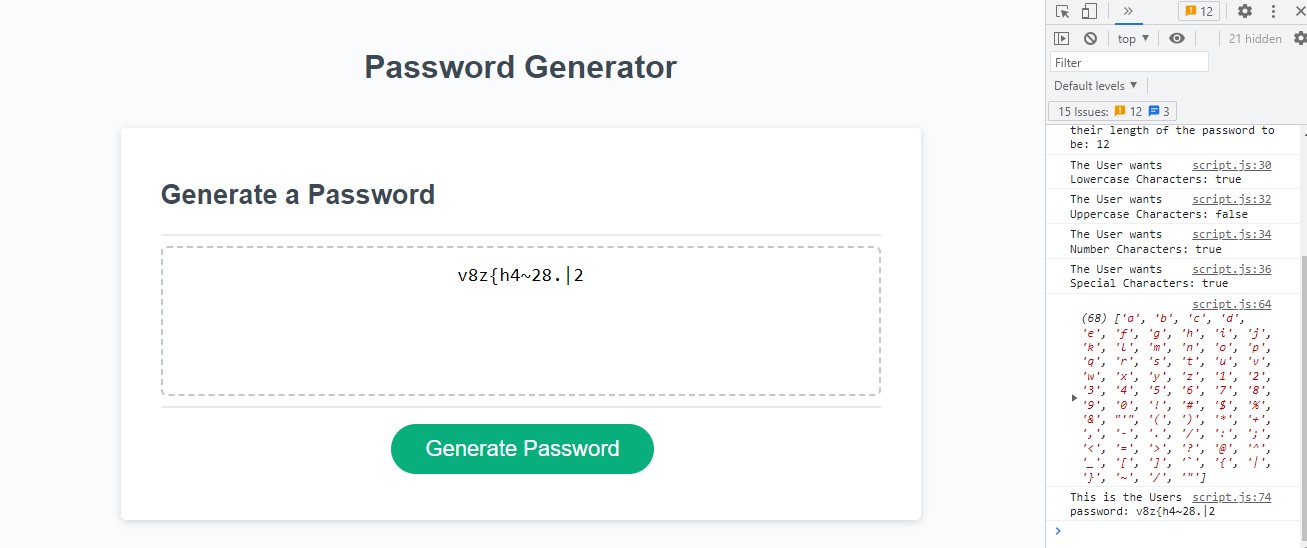 Password Generator
Generate a Password
v8z{h4~28.|2
Generate Password
12
top
21 hidden
Filter
Default levels
15 Issues: 12 3
their length of the password to
be: 12
The User wants script.js:30
Lowercase Characters: true
The User wants script.js:32
Uppercase Characters: false
The User wants script.js:34
Number Characters: true
The User wants script.js:36
Special Characters: true
script.js:64
(68) ['a', 'b', 'c', 'd',
'e', 'f', 'g', 'h', 'i', 'j',
'k', 'l', 'm', 'n', 'o', 'p',
'q', 'r', 's', 't', 'u', 'v',
'w', 'x', 'y', 'z', '1', '2',
'3', '4', '5', '6', '7', '8',
'9', '0', '!', '#', '$', '%',
'&', "'", '(', ')', '*', '+',
',', '-', '.', '/', ':', ';',
'<', '=', '>', '?', '@', '^',
'_', '[', ']', '`', '{', '|',
'}', '~', '/', '"']
This is the Users script.js:74
password: v8z{h4~28.|2